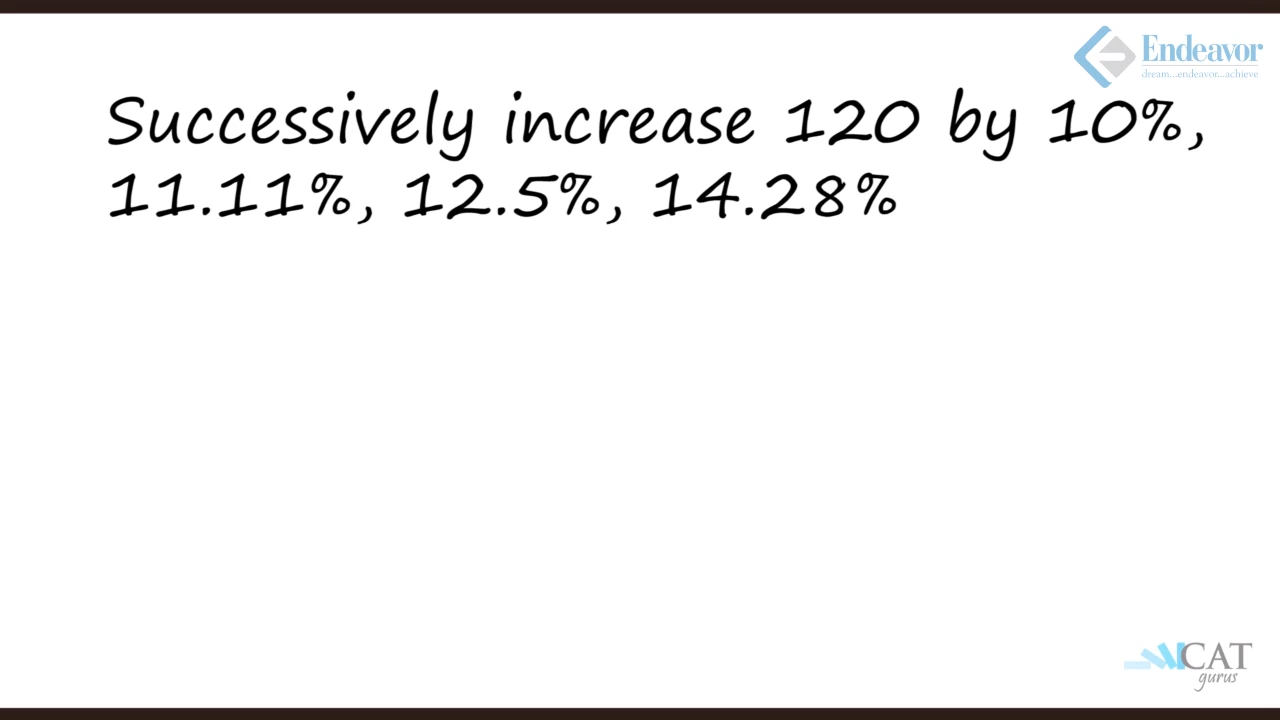 Endeavor
dream...endeavor...achieve
Successively increase 120 by 10%,
11.11%, 12.5%, 14.28%
CAT
gurus